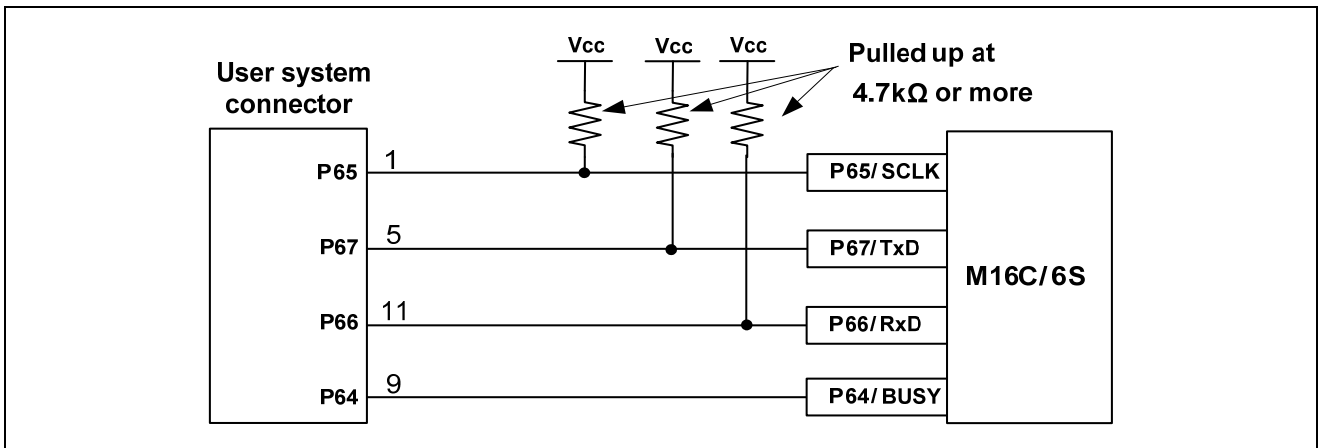 Vcc Vcc Vcc
Pulled up at
4.7kΩ or more
User system
connector
P65 1 P65/ SCLK
P67 5 P67/ TxD
M16C/ 6S
P66 11 P66/ RxD
P64 9 P64/ BUSY